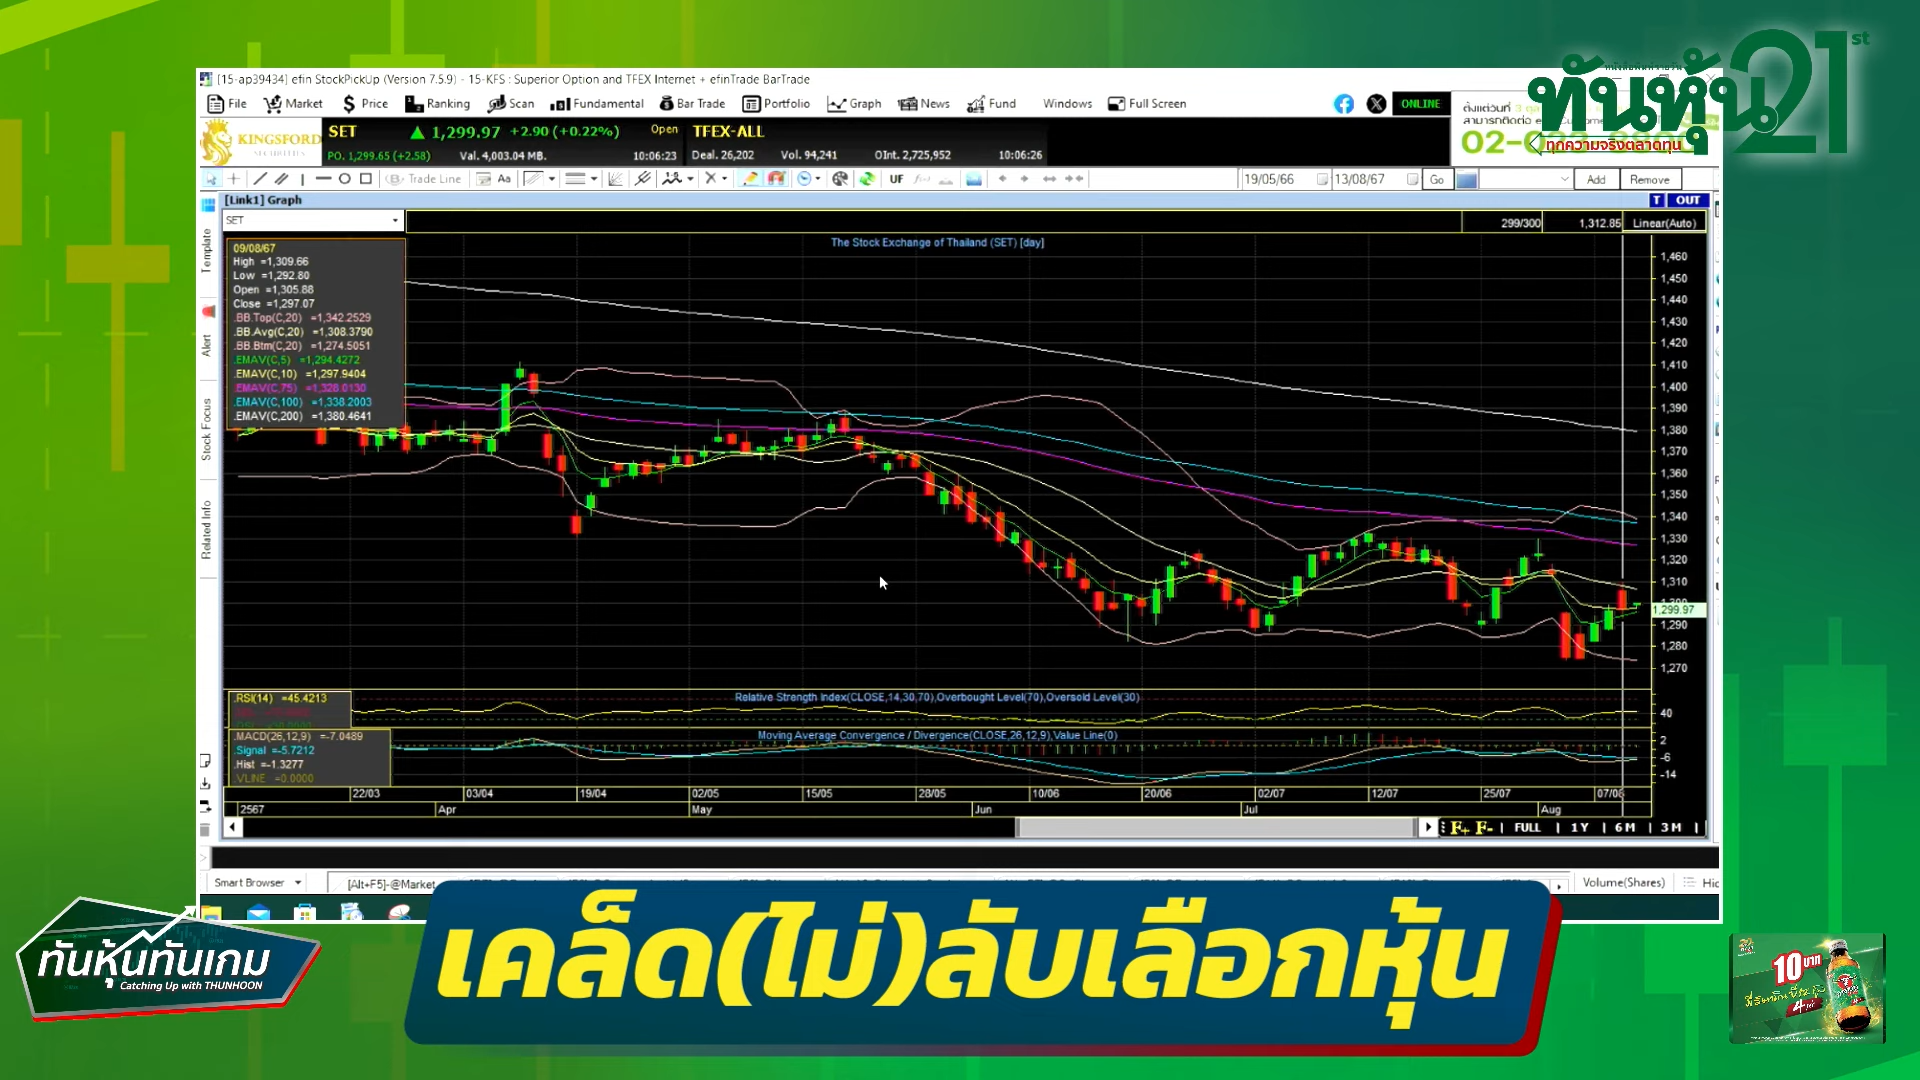 [15-ap39434] efin StockPickUp (Version 7.5.9) - 15-KFS : Superior Option and TFEX Internet + efinTrade BarTrade
File Market Price Ranking Scan Fundamental Bar Trade Portfolio Graph News Fund Windows Full Screen ONLINE
ทันหุ้น 21st
ทุกความจริงตลาดทุน
KINGSFORD
SECURITIES
SET 1,299.97 +2.90 (+0.22%) Open TFEX-ALL
PO. 1,299.65 (+2.58) Val. 4,003.04 MB. 10:06:23 Deal. 26,202 Vol. 94,241 OInt. 2,725,952 10:06:26
Trade Line Aa UF 19/05/66 13/08/67 Go Add Remove
[Link1] Graph T OUT
SET 299/300 1,312.85 Linear(Auto)
The Stock Exchange of Thailand (SET) [day]
Template
Alert
Stock Focus
Related Info
09/08/67
High =1,309.66
Low =1,292.80
Open =1,305.88
Close =1,297.07
.BB.Top(C,20) =1,342.2529
.BB.Avg(C,20) =1,308.3790
.BB.Btm(C,20) =1,274.5051
.EMAV(C,5) =1,294.4272
.EMAV(C,10) =1,297.9404
.EMAV(C,75) =1,328.0130
.EMAV(C,100) =1,338.2003
.EMAV(C,200) =1,380.4641
1,460
1,450
1,440
1,430
1,420
1,410
1,400
1,390
1,380
1,370
1,360
1,350
1,340
1,330
1,320
1,310
1,299.97
1,290
1,280
1,270
.RSI(14) =45.4213
Relative Strength Index(CLOSE,14,30,70),Overbought Level(70),Oversold Level(30)
40
.MACD(26,12,9) =-7.0489
.Signal =-5.7212
.Hist =-1.3277
.VLINE =0.0000
Moving Average Convergence / Divergence(CLOSE,26,12,9),Value Line(0)
2
-6
-14
22/03 03/04 19/04 02/05 15/05 28/05 10/06 20/06 02/07 12/07 25/07 07/08
2567 Apr May Jun Jul Aug
F+ F- FULL 1Y 6M 3M
Smart Browser [Alt+F5]-@Market Volume(Shares)
เคล็ด(ไม่)ลับเลือกหุ้น
ทันหุ้นทันเกม
Catching Up with THUNHOON
10 บาท